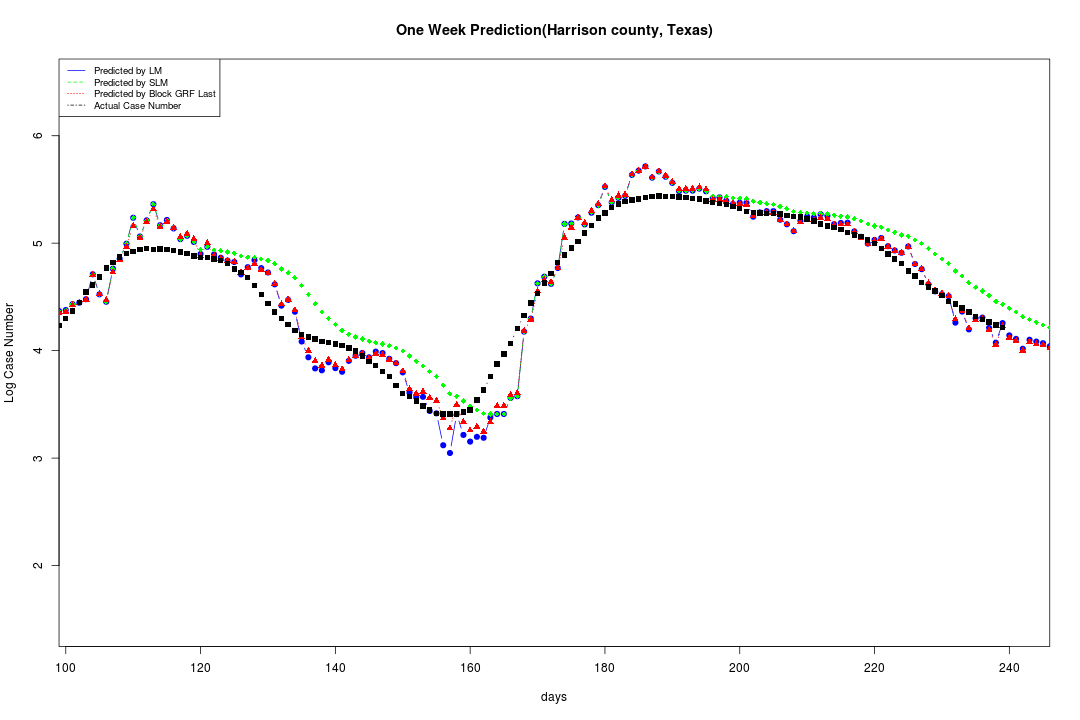 One Week Prediction(Harrison county, Texas)
Predicted by LM
Predicted by SLM
Predicted by Block GRF Last
Actual Case Number
6
5
4
3
2
Log Case Number
100 120 140 160 180 200 220 240
days